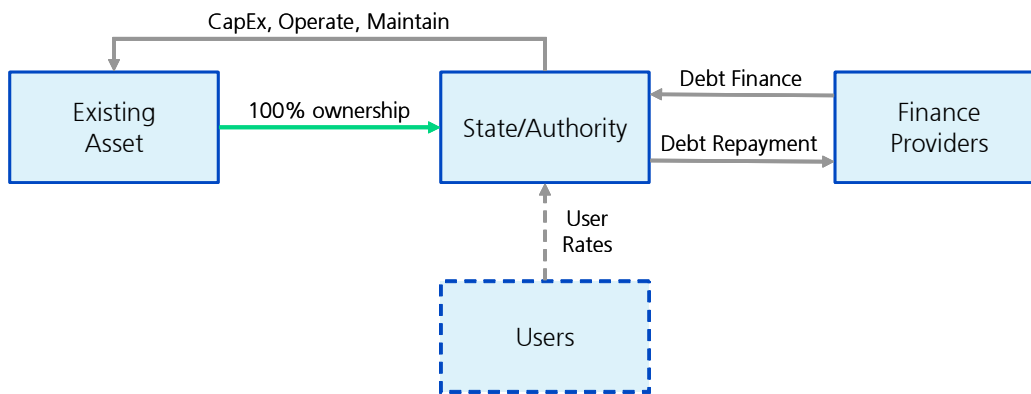 CapEx, Operate, Maintain
Existing
Asset
100% ownership
State/Authority
Debt Finance
Debt Repayment
Finance
Providers
User
Rates
Users